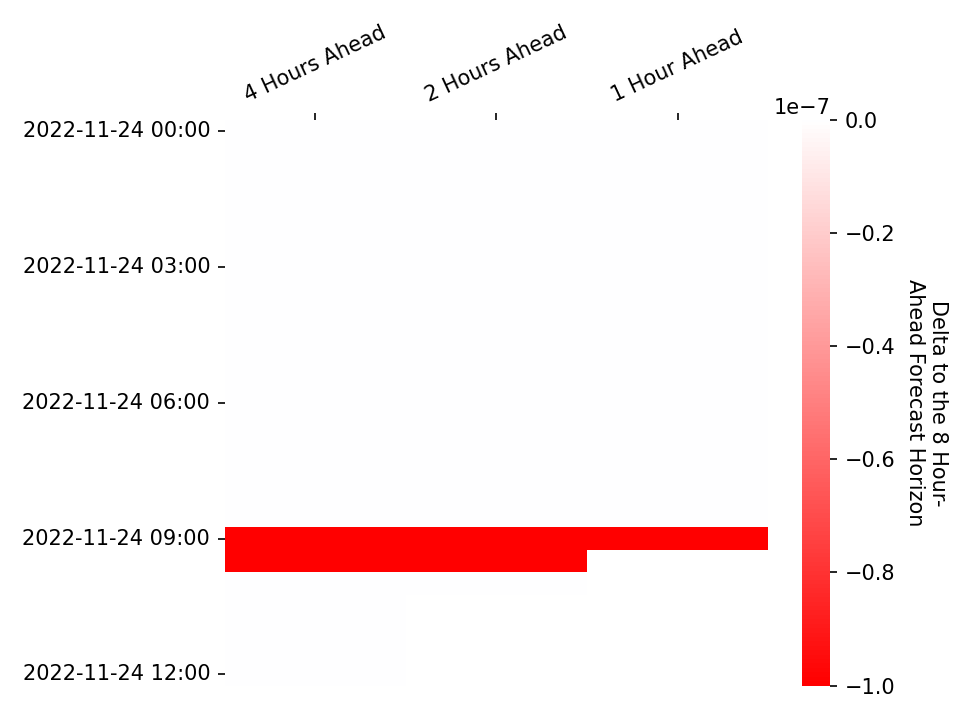 4 Hours Ahead
2 Hours Ahead
1 Hour Ahead
1e−7
2022-11-24 00:00
2022-11-24 03:00
2022-11-24 06:00
2022-11-24 09:00
2022-11-24 12:00
0.0
−0.2
−0.4
−0.6
−0.8
−1.0
Delta to the 8 Hour-
Ahead Forecast Horizon